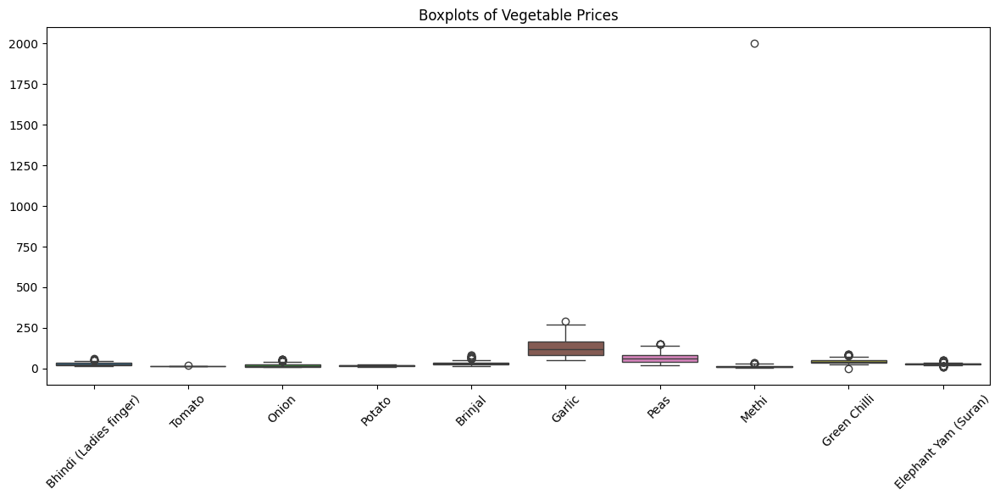 Boxplots of Vegetable Prices
2000
1750
1500
1250
1000
750
500
250
0
Bhindi (Ladies finger)
Tomato
Onion
Potato
Brinjal
Garlic
Peas
Methi
Green Chilli
Elephant Yam (Suran)